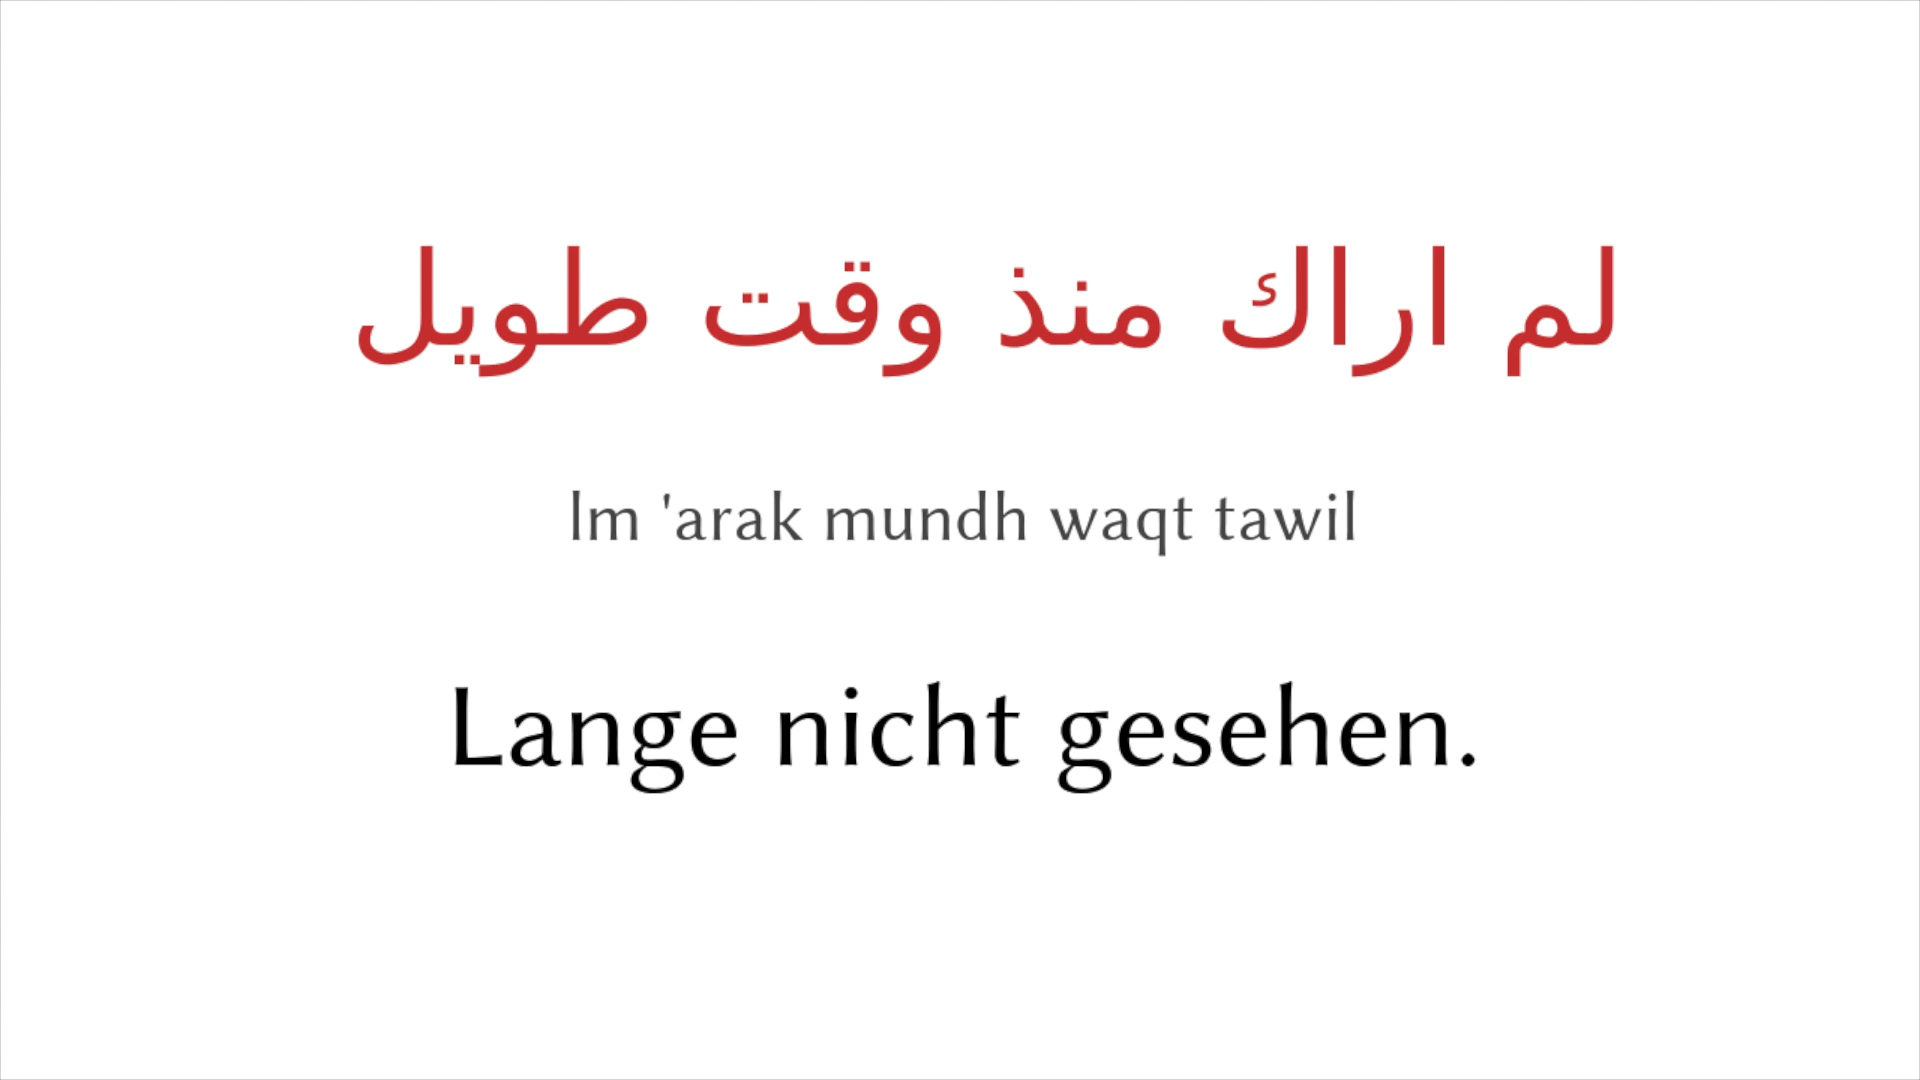 لم اراك منذ وقت طويل
lm 'arak mundh waqt tawil
Lange nicht gesehen.